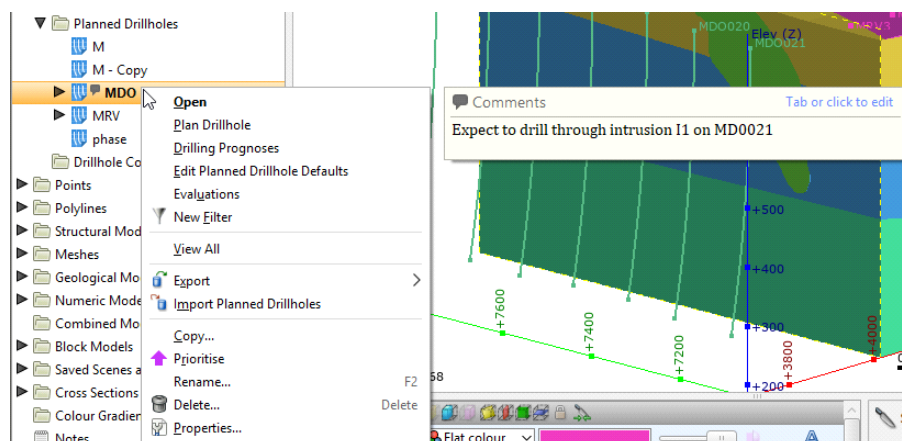 Planned Drillholes
M
M - Copy
MDO
MRV
phase
Drillhole Co
Points
Polylines
Structural Mod
Meshes
Geological Mo
Numeric Mode
Combined Mo
Block Models
Saved Scenes a
Cross Sections
Colour Gradien
Notes
Open
Plan Drillhole
Drilling Prognoses
Edit Planned Drillhole Defaults
Evaluations
New Filter
View All
Export
Import Planned Drillholes
Copy...
Prioritise
Rename... F2
Delete... Delete
Properties...
MDO020
Elev (Z)
MDO021
Comments Tab or click to edit
Expect to drill through intrusion I1 on MD0021
+500
+400
+300
+200
+7600
+7400
+7200
+3800
+4000
58
Flat colour